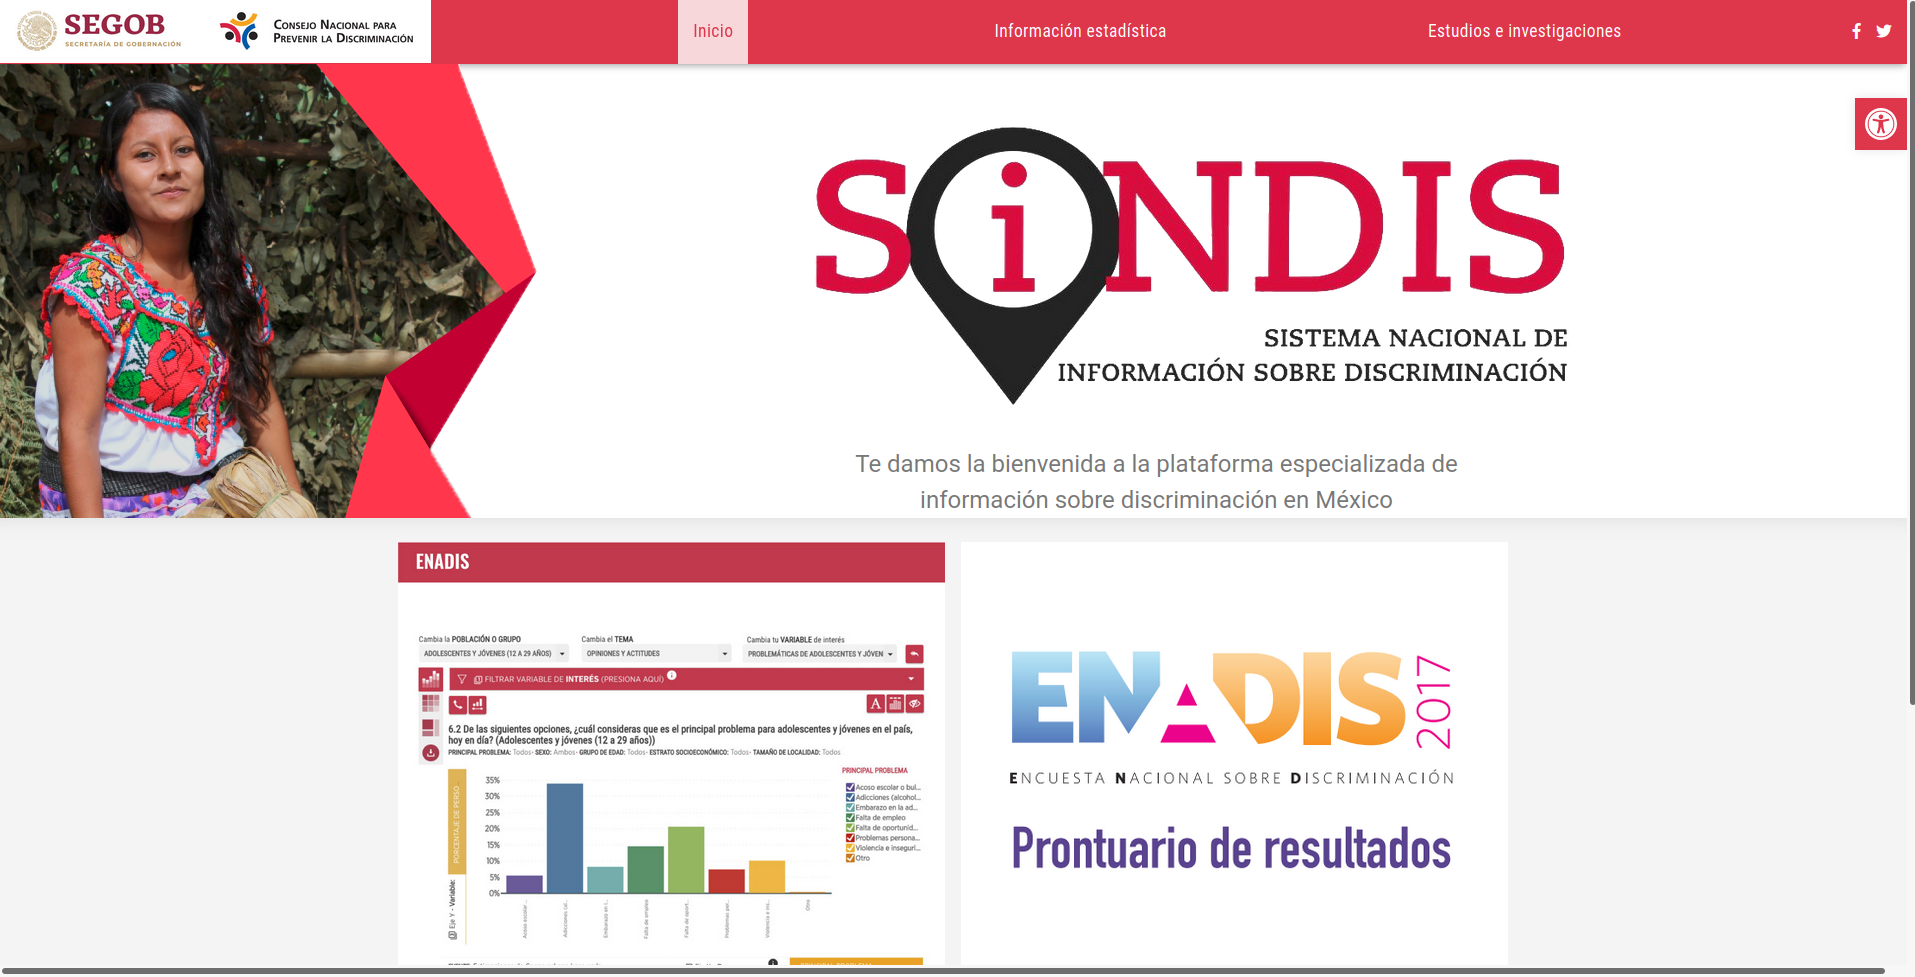 SEGOB
SECRETARÍA DE GOBERNACIÓN
CONSEJO NACIONAL PARA
PREVENIR LA DISCRIMINACIÓN
Inicio
Información estadística
Estudios e investigaciones
SiNDIS
SISTEMA NACIONAL DE
INFORMACIÓN SOBRE DISCRIMINACIÓN
Te damos la bienvenida a la plataforma especializada de
información sobre discriminación en México
ENADIS
Cambia la POBLACIÓN O GRUPO
Cambia el TEMA
Cambia tu VARIABLE de interés
ADOLESCENTES Y JÓVENES (12 A 29 AÑOS)
OPINIONES Y ACTITUDES
PROBLEMÁTICAS DE ADOLESCENTES Y JÓVEN
FILTRAR VARIABLE DE INTERÉS (PRESIONA AQUÍ)
A
6.2 De las siguientes opciones, ¿cuál consideras que es el principal problema para adolescentes y jóvenes en el país,
hoy en día? (Adolescentes y jóvenes (12 a 29 años))
PRINCIPAL PROBLEMA: Todos- SEXO: Ambos- GRUPO DE EDAD: Todos- ESTRATO SOCIOECONÓMICO: Todos- TAMAÑO DE LOCALIDAD: Todos
PORCENTAJE DE PERSO
Eje Y - Variable:
35%
30%
25%
20%
15%
10%
5%
0%
Acoso escolar ...
Adicciones (al...
Embarazo en l...
Falta de empleo
Falta de oport...
Problemas per...
Violencia e ins...
Otro
PRINCIPAL PROBLEMA
Acoso escolar o bul...
Adicciones (alcohol...
Embarazo en la ad...
Falta de empleo
Falta de oportunid...
Problemas persona...
Violencia e inseguri...
Otro
ENADIS 2017
ENCUESTA NACIONAL SOBRE DISCRIMINACIÓN
Prontuario de resultados